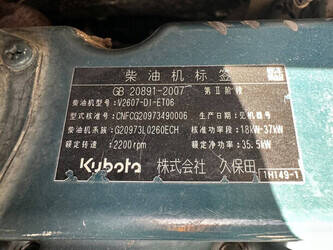 柴油机标签
GB 20891-2007 第Ⅱ阶段
柴油机型号: V2607-DI-ET06
型式核准号: CNFCG20973490006 生产日期: 见机器号
柴油机系族: G20973L0260ECH 核准功率段: 18kW-37kW
额定转速: 2200rpm 额定净功率: 35.5kW
Kubota 株式会社 久保田
1H149-1